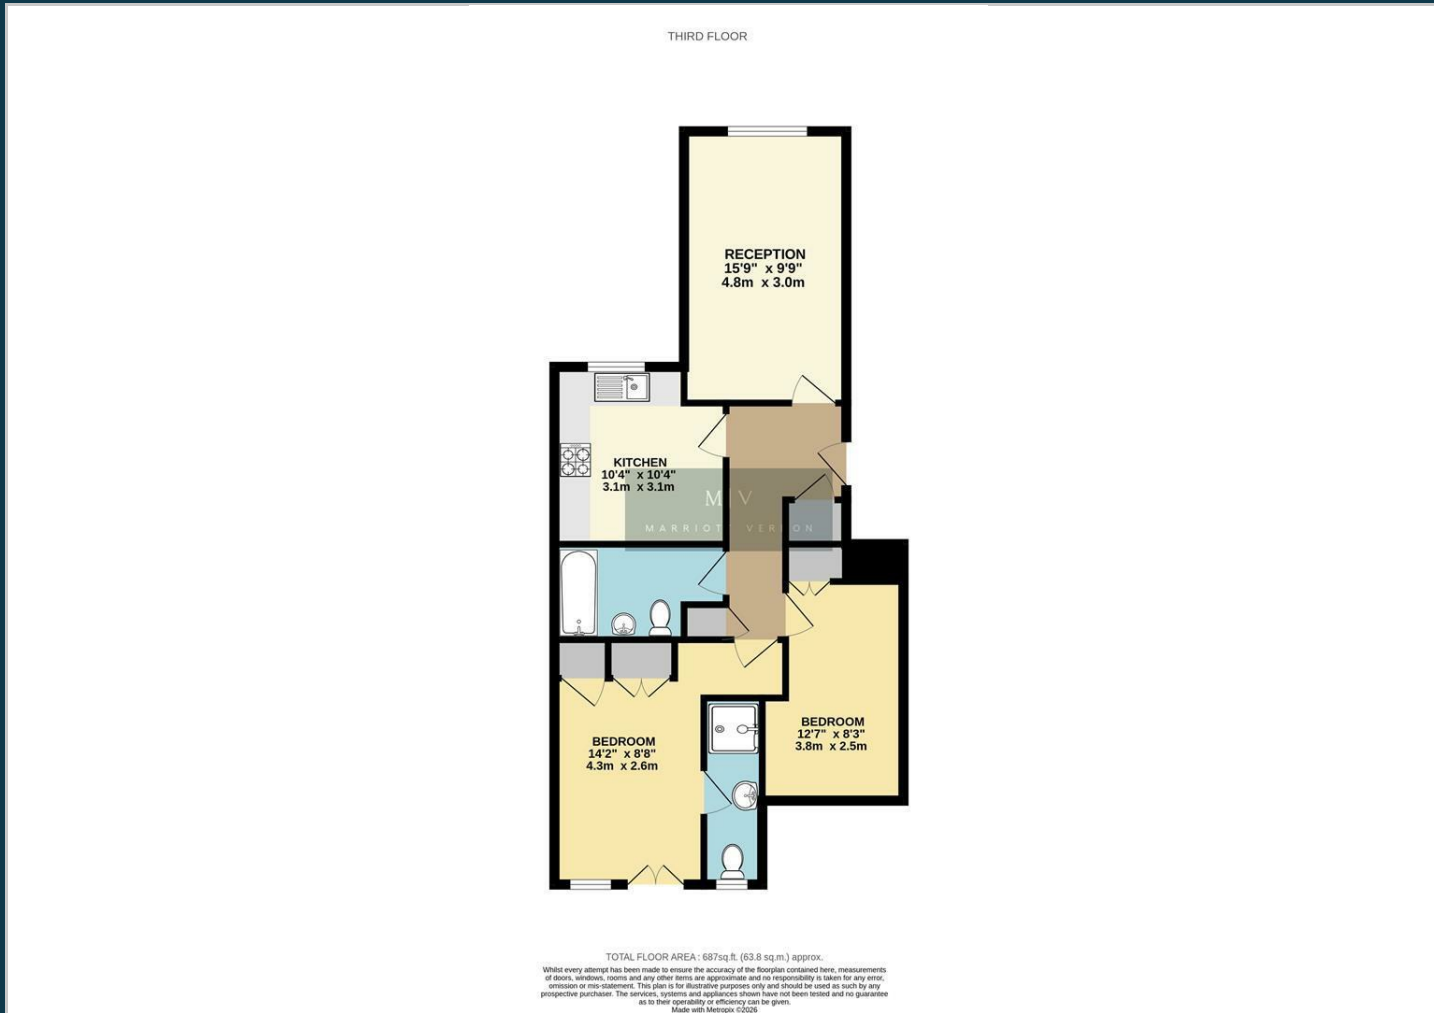 THIRD FLOOR
RECEPTION
15'9" x 9'9"
4.8m x 3.0m
KITCHEN
10'4" x 10'4"
3.1m x 3.1m
M|V
MARRIOTT VERNON
BEDROOM
12'7" x 8'3"
3.8m x 2.5m
BEDROOM
14'2" x 8'8"
4.3m x 2.6m
TOTAL FLOOR AREA : 687sq.ft. (63.8 sq.m.) approx.
Whilst every attempt has been made to ensure the accuracy of the floorplan contained here, measurements
of doors, windows, rooms and any other items are approximate and no responsibility is taken for any error,
omission or mis-statement. This plan is for illustrative purposes only and should be used as such by any
prospective purchaser. The services, systems and appliances shown have not been tested and no guarantee
as to their operability or efficiency can be given.
Made with Metropix ©2026